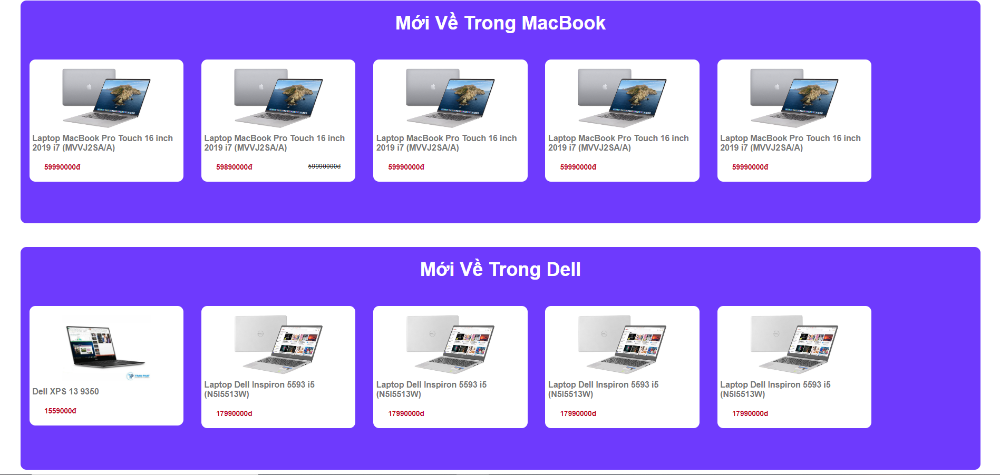 Mới Về Trong MacBook
Laptop MacBook Pro Touch 16 inch
2019 i7 (MVVJ2SA/A)
59990000đ
Laptop MacBook Pro Touch 16 inch
2019 i7 (MVVJ2SA/A)
59890000đ 59990000đ
Laptop MacBook Pro Touch 16 inch
2019 i7 (MVVJ2SA/A)
59990000đ
Laptop MacBook Pro Touch 16 inch
2019 i7 (MVVJ2SA/A)
59990000đ
Laptop MacBook Pro Touch 16 inch
2019 i7 (MVVJ2SA/A)
59990000đ
Mới Về Trong Dell
TRAN PHAT
Dell XPS 13 9350
1559000đ
Laptop Dell Inspiron 5593 i5
(N5I5513W)
17990000đ
Laptop Dell Inspiron 5593 i5
(N5I5513W)
17990000đ
Laptop Dell Inspiron 5593 i5
(N5I5513W)
17990000đ
Laptop Dell Inspiron 5593 i5
(N5I5513W)
17990000đ